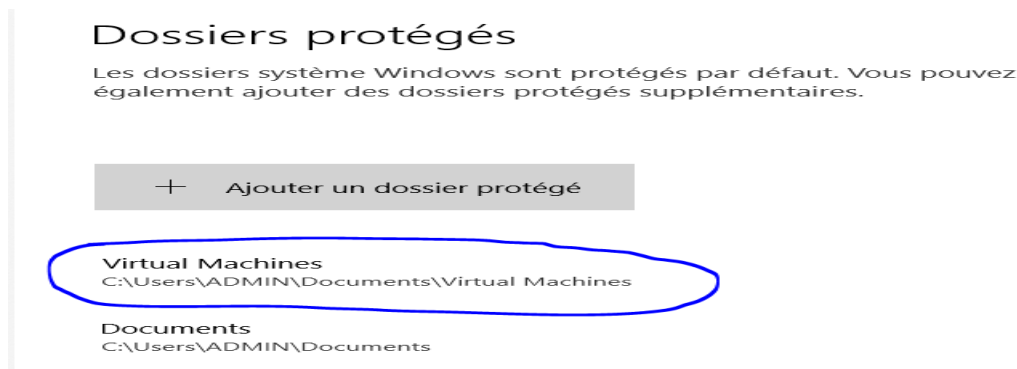 Dossiers protégés
Les dossiers système Windows sont protégés par défaut. Vous pouvez
également ajouter des dossiers protégés supplémentaires.
+ Ajouter un dossier protégé
Virtual Machines
C:\Users\ADMIN\Documents\Virtual Machines
Documents
C:\Users\ADMIN\Documents